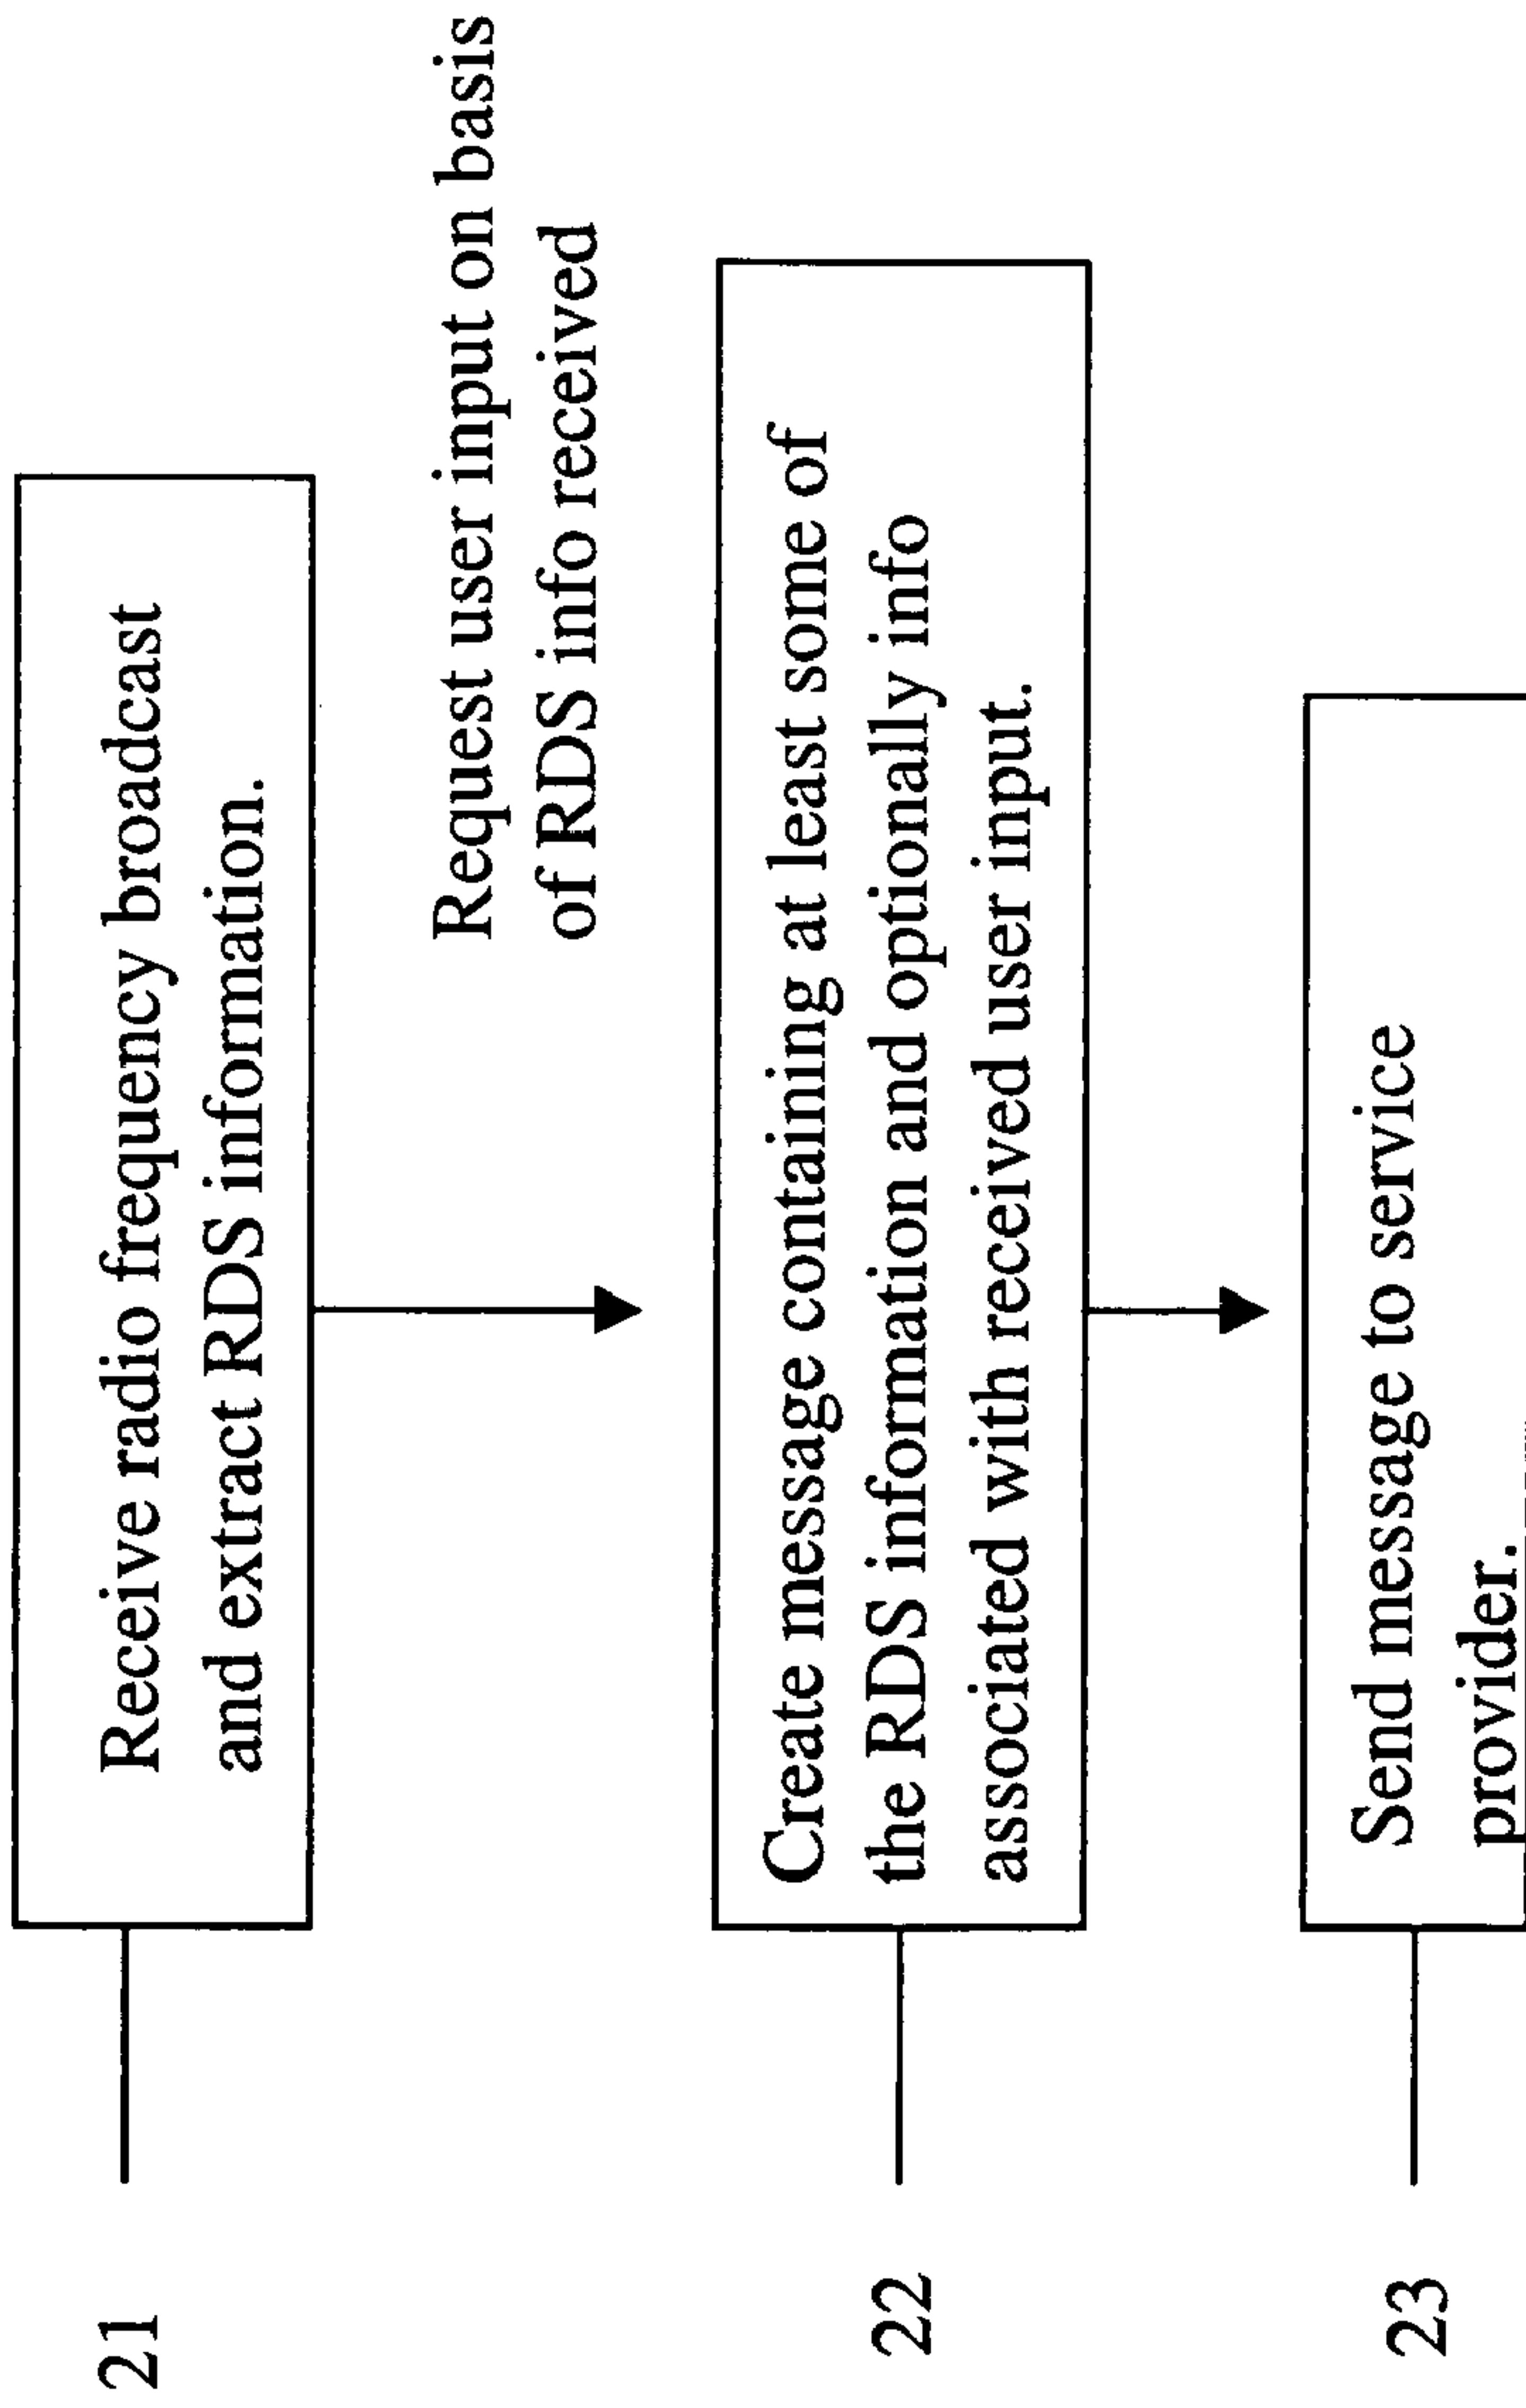 21
Receive radio frequency broadcast
and extract RDS information.
Request user input on basis
of RDS info received
22
Create message containing at least some of
the RDS information and optionally info
associated with received user input.
23
Send message to service
provider.